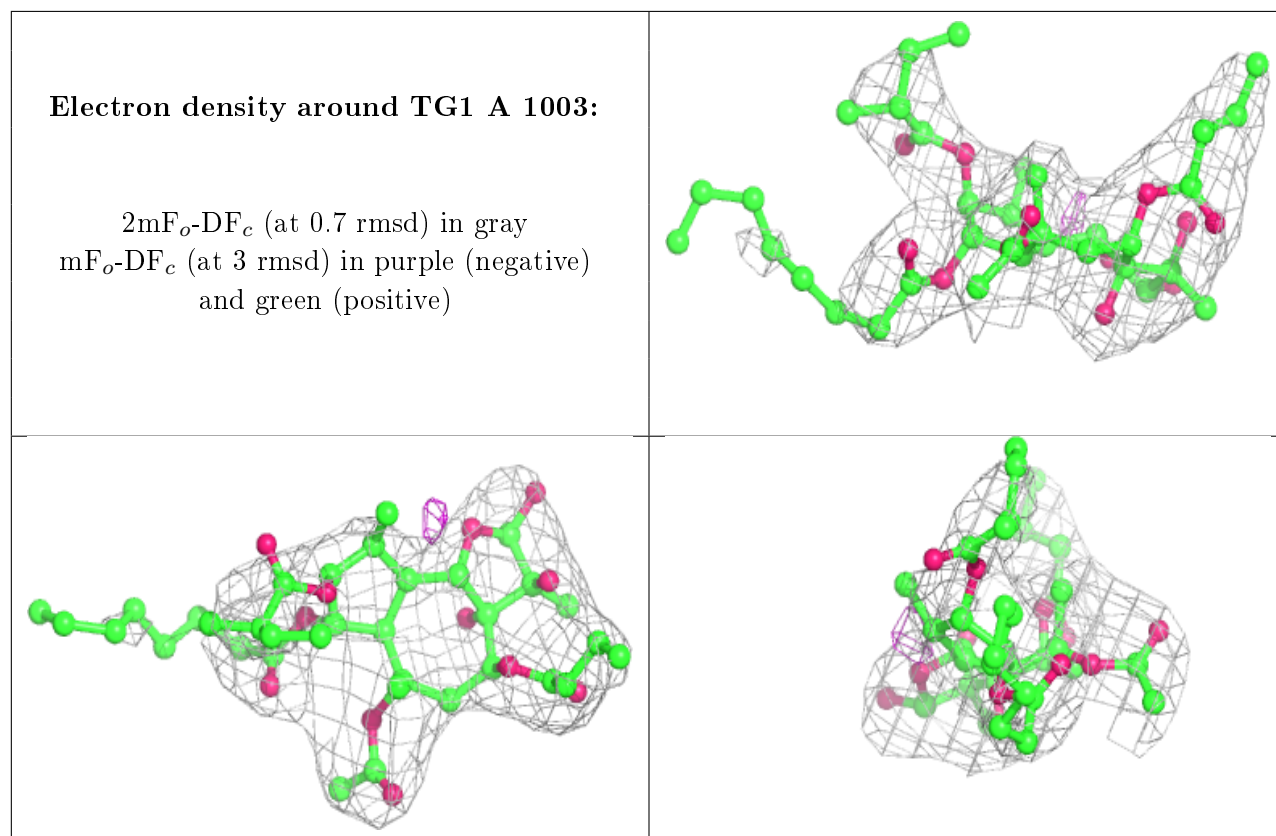 Electron density around TG1 A 1003:
2mFₒ-DF𝒸 (at 0.7 rmsd) in gray
mFₒ-DF𝒸 (at 3 rmsd) in purple (negative)
and green (positive)